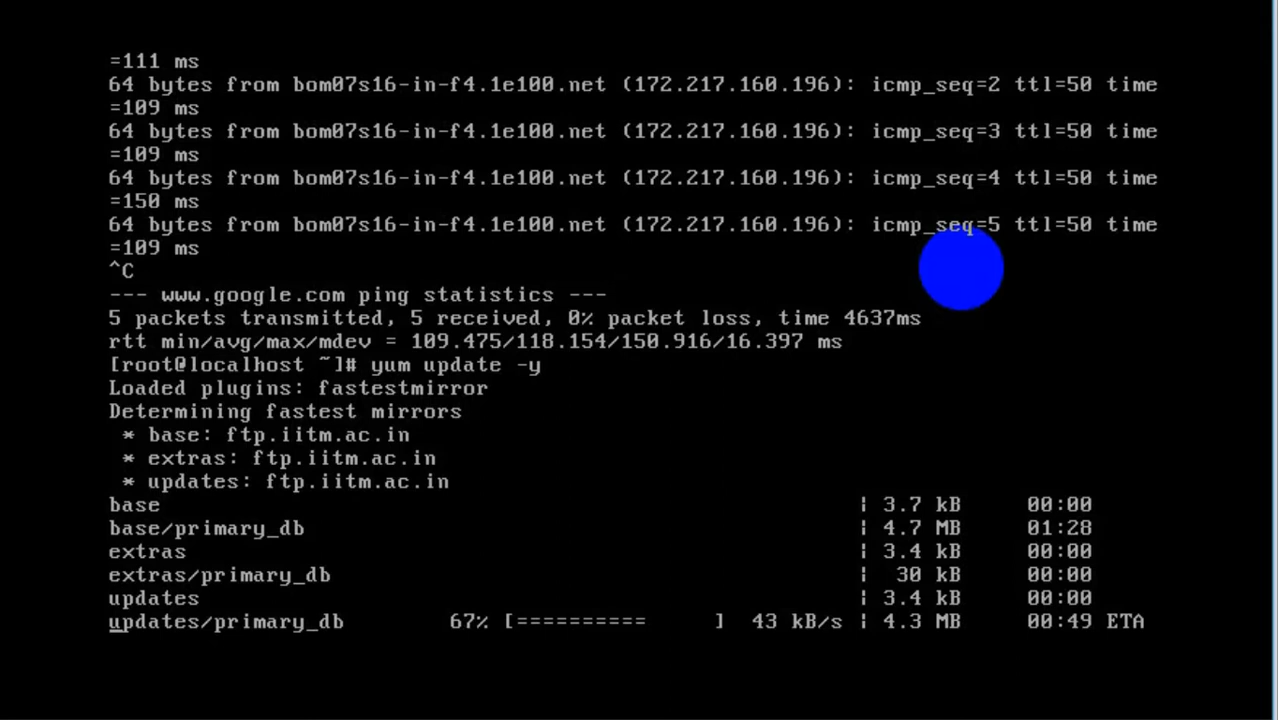 =111 ms
64 bytes from bom07s16-in-f4.1e100.net (172.217.160.196): icmp_seq=2 ttl=50 time
=109 ms
64 bytes from bom07s16-in-f4.1e100.net (172.217.160.196): icmp_seq=3 ttl=50 time
=109 ms
64 bytes from bom07s16-in-f4.1e100.net (172.217.160.196): icmp_seq=4 ttl=50 time
=150 ms
64 bytes from bom07s16-in-f4.1e100.net (172.217.160.196): icmp_seq=5 ttl=50 time
=109 ms
^C
--- www.google.com ping statistics ---
5 packets transmitted, 5 received, 0% packet loss, time 4637ms
rtt min/avg/max/mdev = 109.475/118.154/150.916/16.397 ms
[root@localhost ~]# yum update -y
Loaded plugins: fastestmirror
Determining fastest mirrors
 * base: ftp.iitm.ac.in
 * extras: ftp.iitm.ac.in
 * updates: ftp.iitm.ac.in
base | 3.7 kB 00:00
base/primary_db | 4.7 MB 01:28
extras | 3.4 kB 00:00
extras/primary_db | 30 kB 00:00
updates | 3.4 kB 00:00
updates/primary_db 67% [========== ] 43 kB/s | 4.3 MB 00:49 ETA